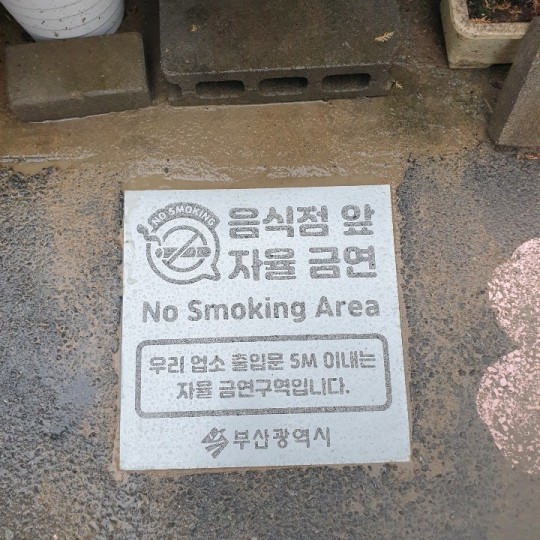 NO SMOKING
음식점 앞
자율 금연
No Smoking Area
우리 업소 출입문 5M 이내는
자율 금연구역입니다.
부산광역시